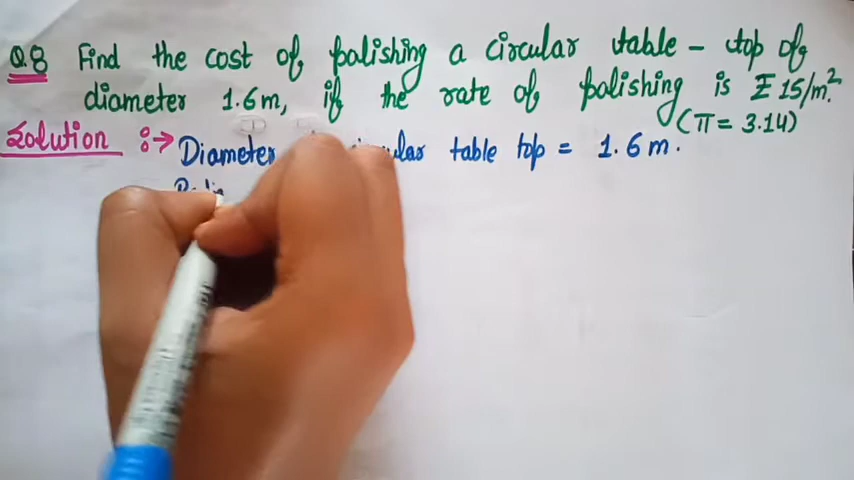 Q.8 Find the cost of polishing a circular table - top of
diameter 1.6m, if the rate of polishing is ₹15/m².
(π = 3.14)
Solution :→ Diameter table top = 1.6 m.